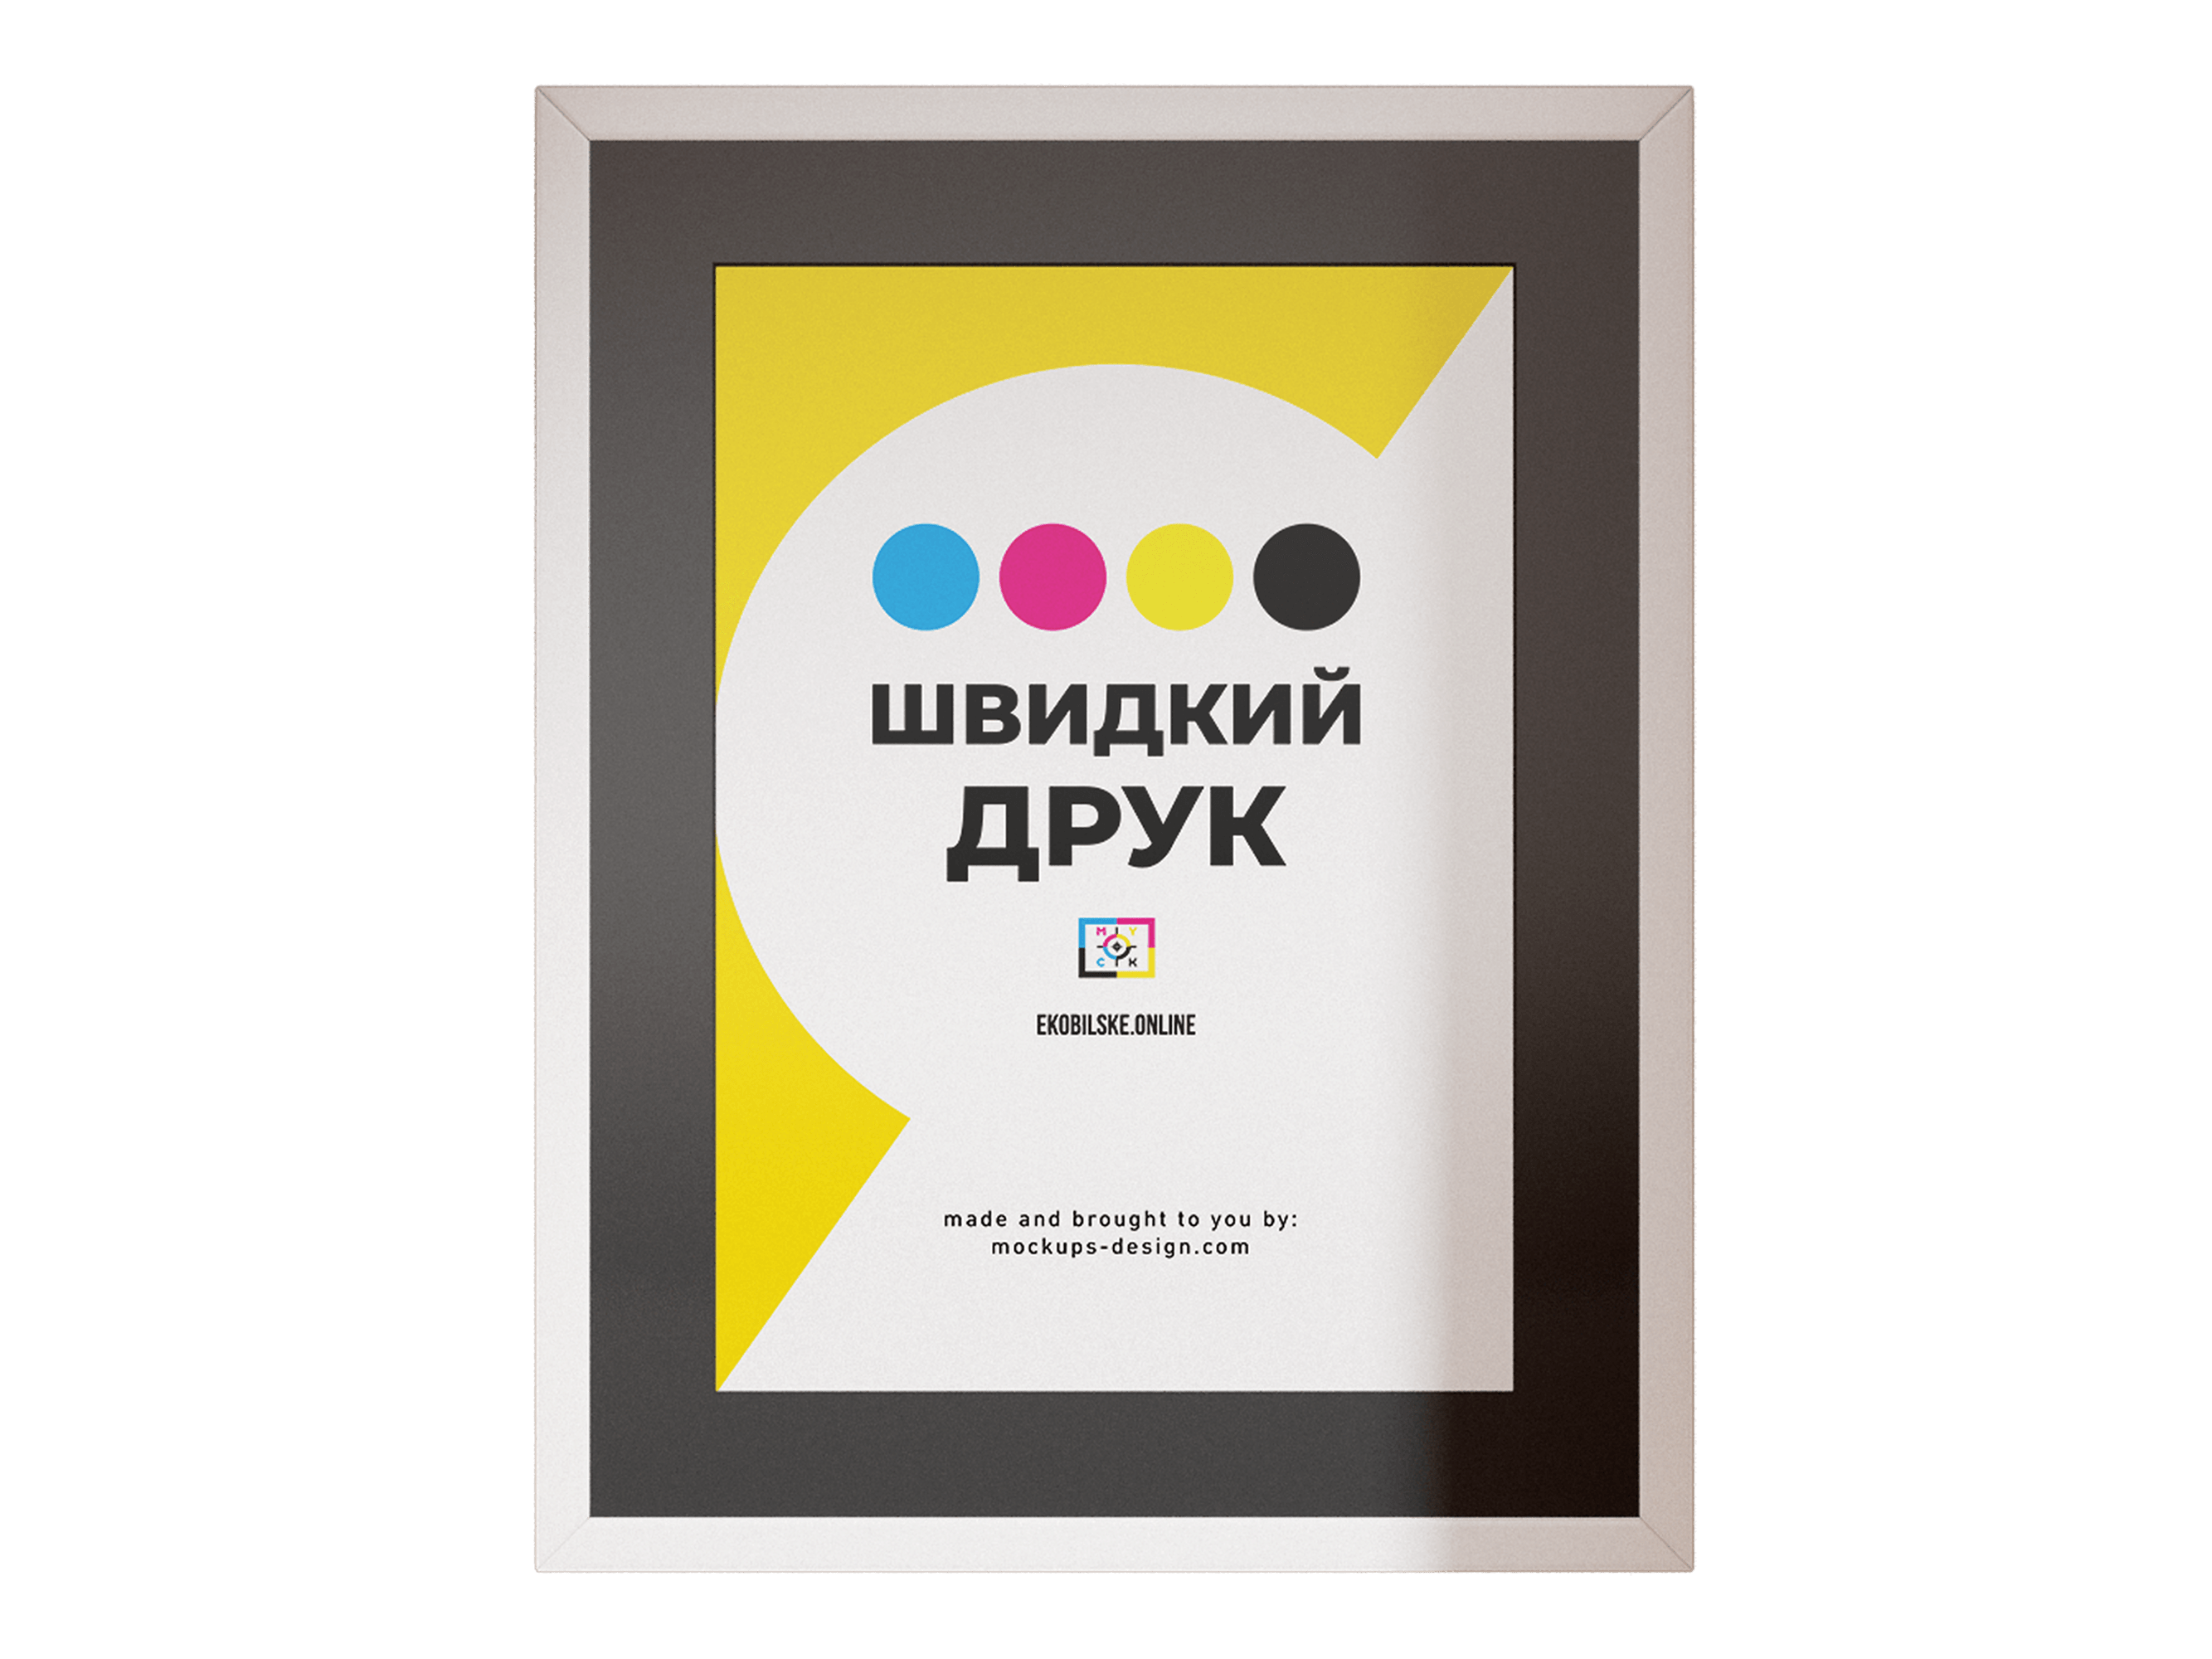 ШВИДКИЙ
ДРУК
M Y
C K
EKOBILSKE.ONLINE
made and brought to you by:
mockups-design.com